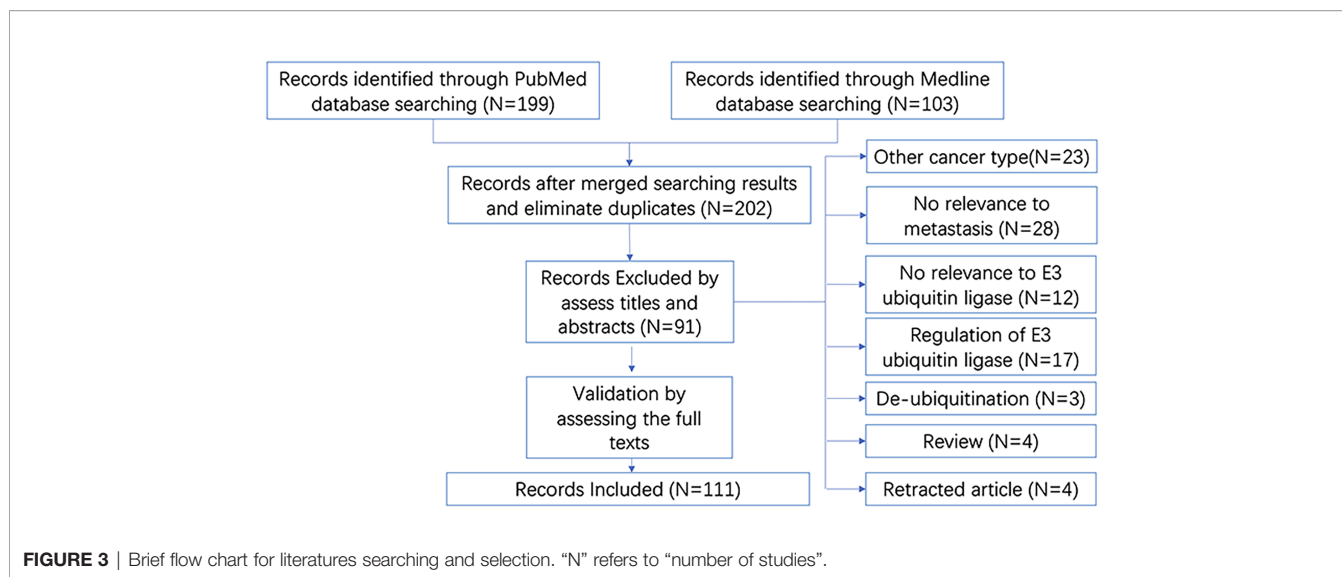 Records identified through PubMed
database searching (N=199)
Records identified through Medline
database searching (N=103)
Records after merged searching results
and eliminate duplicates (N=202)
Records Excluded by
assess titles and
abstracts (N=91)
Validation by
assessing the full
texts
Records Included (N=111)
Other cancer type(N=23)
No relevance to
metastasis (N=28)
No relevance to E3
ubiquitin ligase (N=12)
Regulation of E3
ubiquitin ligase (N=17)
De-ubiquitination (N=3)
Review (N=4)
Retracted article (N=4)
FIGURE 3 | Brief flow chart for literatures searching and selection. “N” refers to “number of studies”.